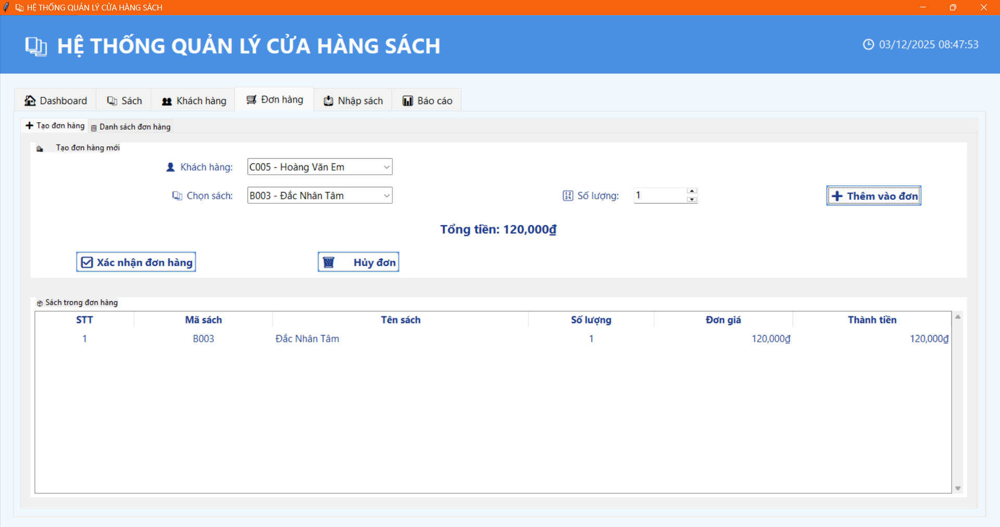 HỆ THỐNG QUẢN LÝ CỬA HÀNG SÁCH
HỆ THỐNG QUẢN LÝ CỬA HÀNG SÁCH
03/12/2025 08:47:53
Dashboard Sách Khách hàng Đơn hàng Nhập sách Báo cáo
Tạo đơn hàng Danh sách đơn hàng
Tạo đơn hàng mới
Khách hàng: C005 - Hoàng Văn Em
Chọn sách: B003 - Đắc Nhân Tâm Số lượng: 1 Thêm vào đơn
Tổng tiền: 120,000₫
Xác nhận đơn hàng Hủy đơn
Sách trong đơn hàng
STT Mã sách Tên sách Số lượng Đơn giá Thành tiền
1 B003 Đắc Nhân Tâm 1 120,000₫ 120,000₫